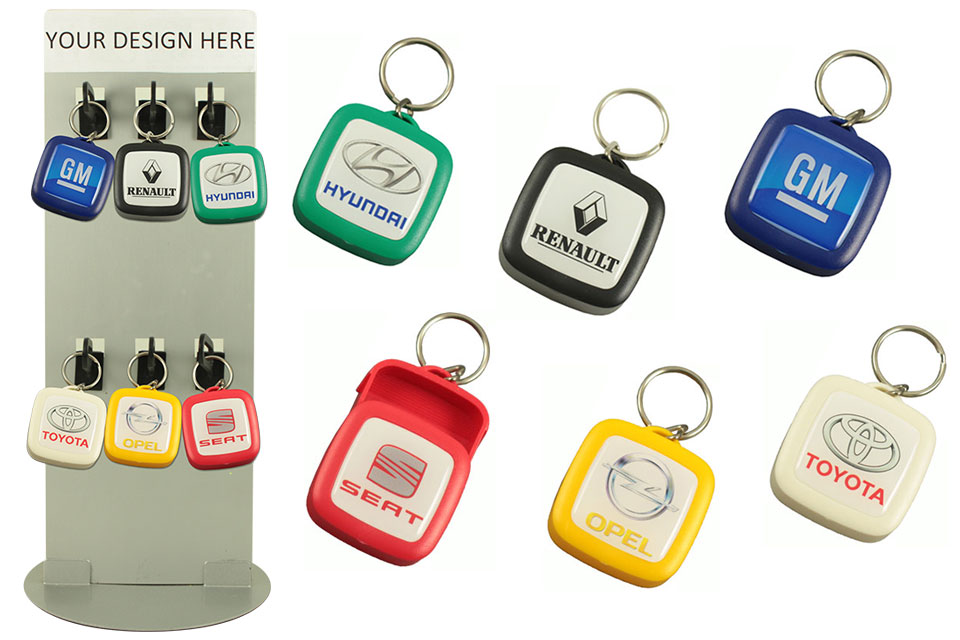 YOUR DESIGN HERE
GM
RENAULT
HYUNDAI
TOYOTA
OPEL
SEAT
HYUNDAI
RENAULT
GM
SEAT
OPEL
TOYOTA